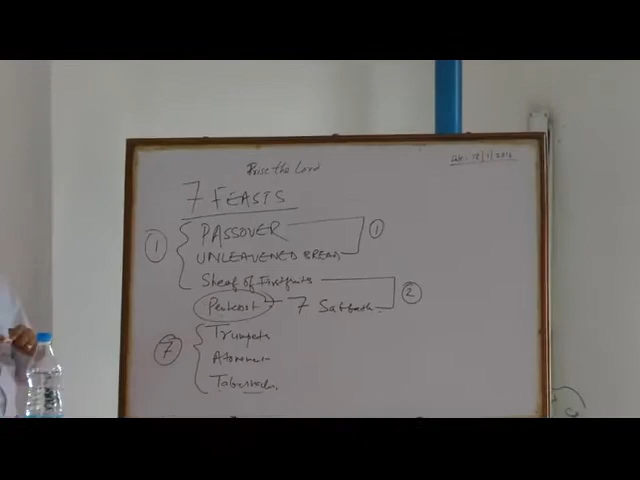 Praise the Lord
7 FEASTS
① PASSOVER ①
UNLEAVENED BREAD
Sheaf of Firstfruits
Pentecost 7 Sabbath ②
Trumpets
⑦ Atonement
Tabernacles